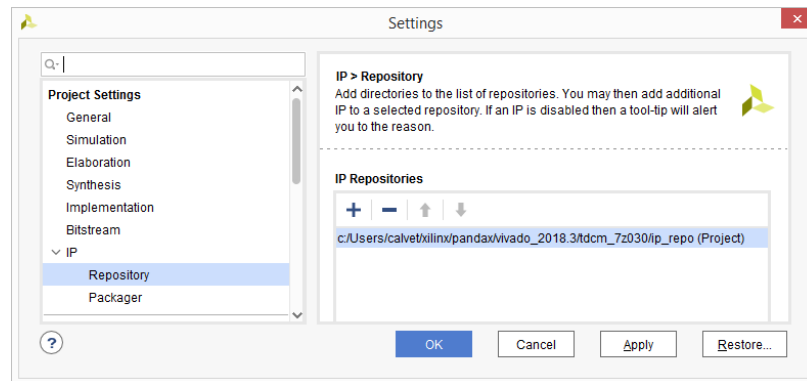 Settings
Q-
Project Settings
General
Simulation
Elaboration
Synthesis
Implementation
Bitstream
IP
Repository
Packager
IP > Repository
Add directories to the list of repositories. You may then add additional
IP to a selected repository. If an IP is disabled then a tool-tip will alert
you to the reason.
IP Repositories
c:/Users/calvet/xilinx/pandax/vivado_2018.3/tdcm_7z030/ip_repo (Project)
?
OK
Cancel
Apply
Restore...